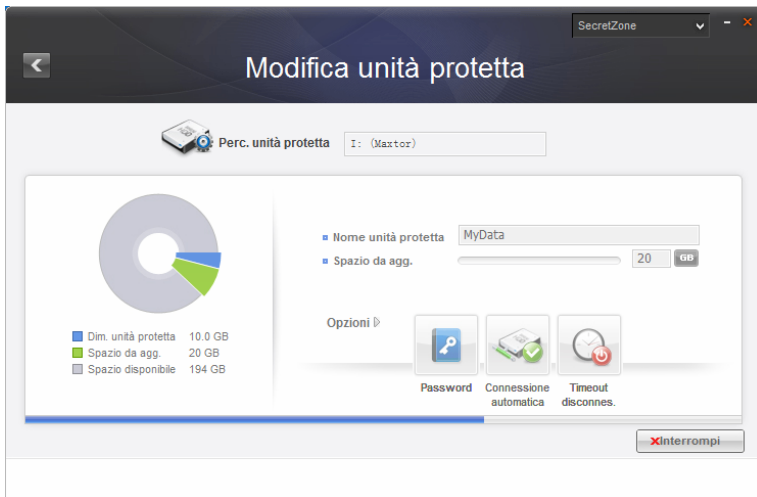 SecretZone
Modifica unità protetta
Perc. unità protetta I: (Maxtor)
Nome unità protetta MyData
Spazio da agg. 20 GB
Dim. unità protetta 10.0 GB
Spazio da agg. 20 GB
Spazio disponibile 194 GB
Opzioni
Password
Connessione
automatica
Timeout
disconnes.
Interrompi